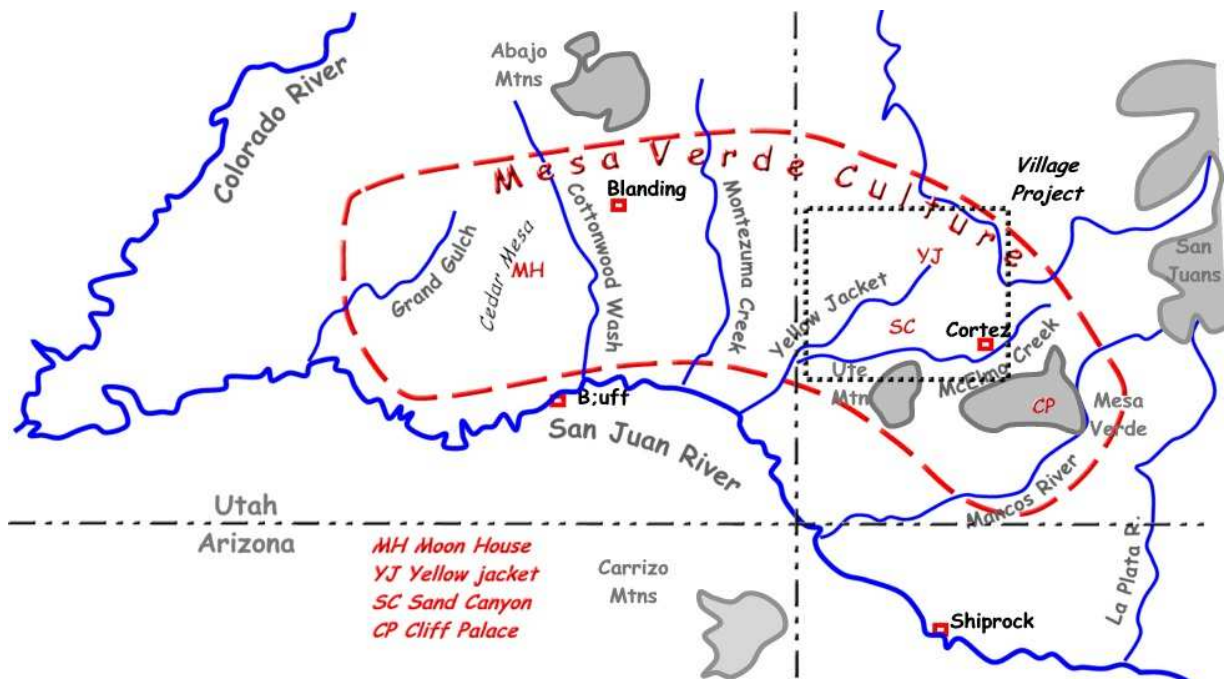 Abajo
Mtns
Colorado River
Mesa Verde Culture
Village
Project
Blanding
Cottonwood Wash
Montezuma Creek
Grand Gulch
Cedar Mesa
MH
YJ
San
Juans
Yellow Jacket
SC
Cortez
McElmo Creek
Ute
Mtn
CP
Mesa
Verde
B;uff
San Juan River
Mancos River
La Plata R.
Utah
Arizona
MH Moon House
YJ Yellow jacket
SC Sand Canyon
CP Cliff Palace
Carrizo
Mtns
Shiprock